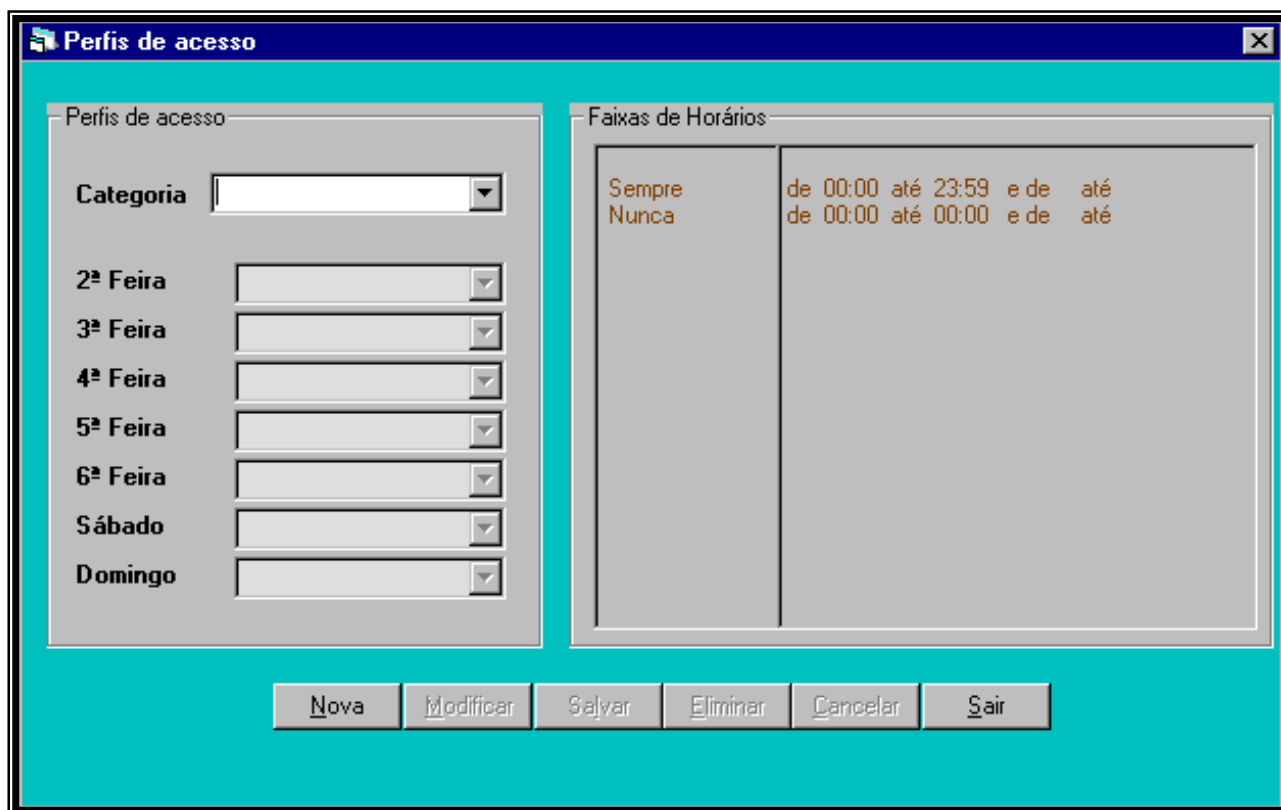 Perfis de acesso
Perfis de acesso
Categoria
2ª Feira
3ª Feira
4ª Feira
5ª Feira
6ª Feira
Sábado
Domingo
Faixas de Horários
Sempre de 00:00 até 23:59 e de até
Nunca de 00:00 até 00:00 e de até
Nova Modificar Salvar Eliminar Cancelar Sair